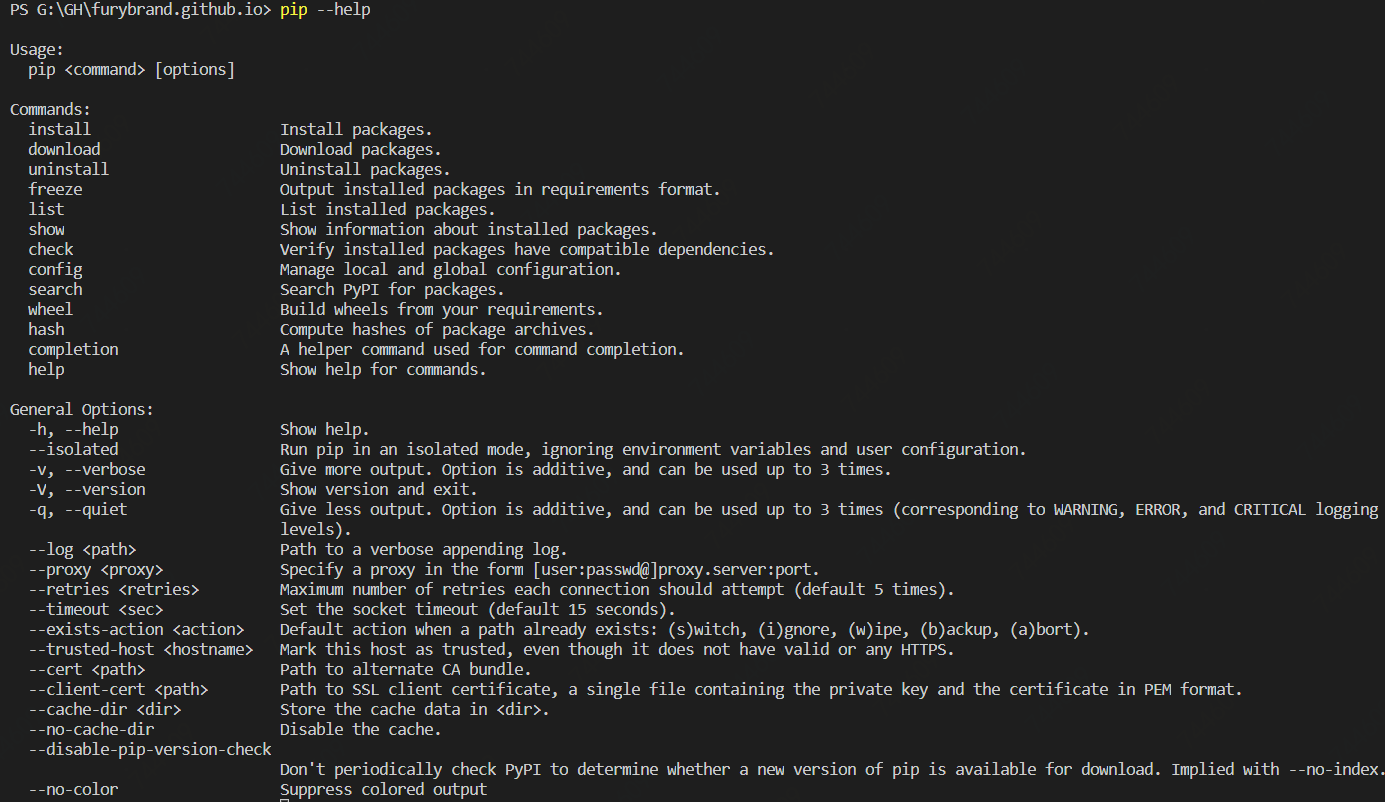 PS G:\GH\furybrand.github.io> pip --help

Usage:
  pip <command> [options]

Commands:
  install                     Install packages.
  download                    Download packages.
  uninstall                   Uninstall packages.
  freeze                      Output installed packages in requirements format.
  list                        List installed packages.
  show                        Show information about installed packages.
  check                       Verify installed packages have compatible dependencies.
  config                      Manage local and global configuration.
  search                      Search PyPI for packages.
  wheel                       Build wheels from your requirements.
  hash                        Compute hashes of package archives.
  completion                  A helper command used for command completion.
  help                        Show help for commands.

General Options:
  -h, --help                  Show help.
  --isolated                  Run pip in an isolated mode, ignoring environment variables and user configuration.
  -v, --verbose               Give more output. Option is additive, and can be used up to 3 times.
  -V, --version               Show version and exit.
  -q, --quiet                 Give less output. Option is additive, and can be used up to 3 times (corresponding to WARNING, ERROR, and CRITICAL logging
                              levels).
  --log <path>                Path to a verbose appending log.
  --proxy <proxy>             Specify a proxy in the form [user:passwd@]proxy.server:port.
  --retries <retries>         Maximum number of retries each connection should attempt (default 5 times).
  --timeout <sec>             Set the socket timeout (default 15 seconds).
  --exists-action <action>    Default action when a path already exists: (s)witch, (i)gnore, (w)ipe, (b)ackup, (a)bort).
  --trusted-host <hostname>   Mark this host as trusted, even though it does not have valid or any HTTPS.
  --cert <path>               Path to alternate CA bundle.
  --client-cert <path>        Path to SSL client certificate, a single file containing the private key and the certificate in PEM format.
  --cache-dir <dir>           Store the cache data in <dir>.
  --no-cache-dir              Disable the cache.
  --disable-pip-version-check
                              Don't periodically check PyPI to determine whether a new version of pip is available for download. Implied with --no-index.
  --no-color                  Suppress colored output